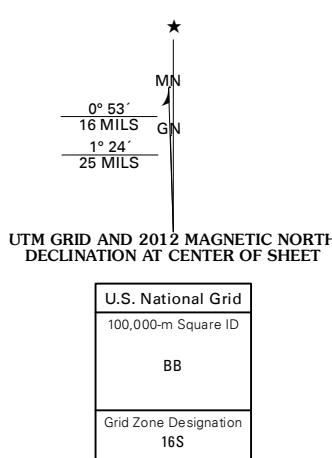 ★
MN
0° 53´
16 MILS
GN
1° 24´
25 MILS
UTM GRID AND 2012 MAGNETIC NORTH
DECLINATION AT CENTER OF SHEET
U.S. National Grid
100,000-m Square ID
BB
Grid Zone Designation
16S